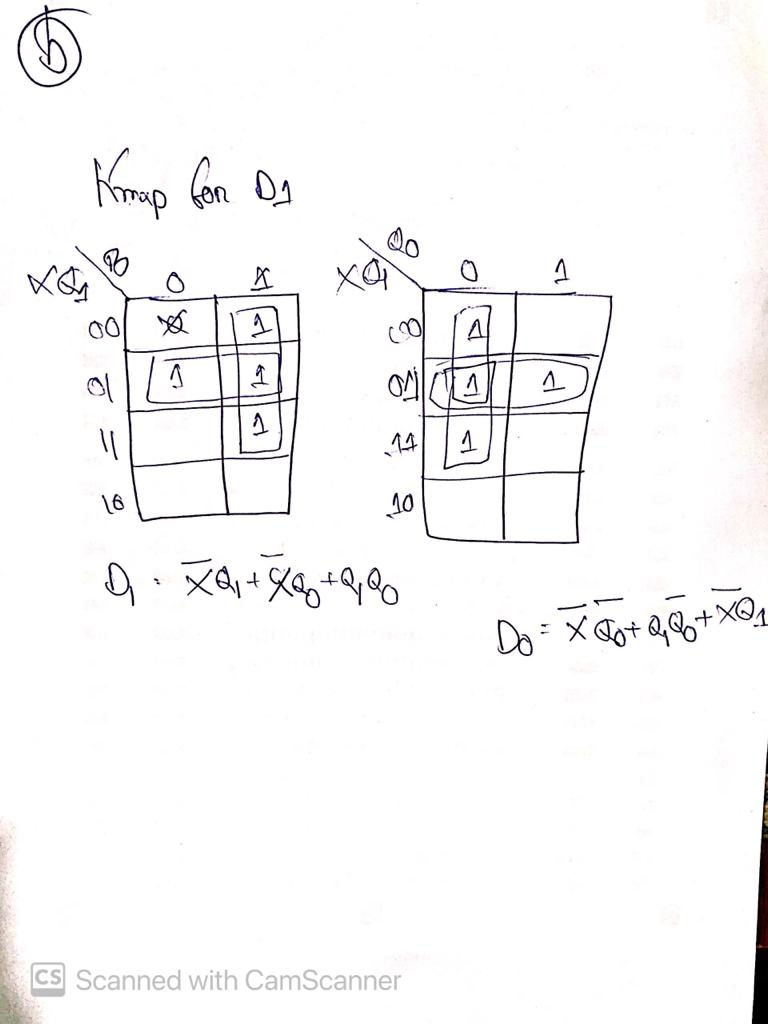 b
Kmap for D1
XQ1 Q0 0 1
00 1
01 1 1
11 1
10
XQ1 Q0 0 1
00 1
01 1 1
11 1
10
D1 = X̅Q1 + X̅Q0 + Q1Q0
D0 = X̅Q̅0 + Q1Q̅0 + X̅Q1
CS Scanned with CamScanner